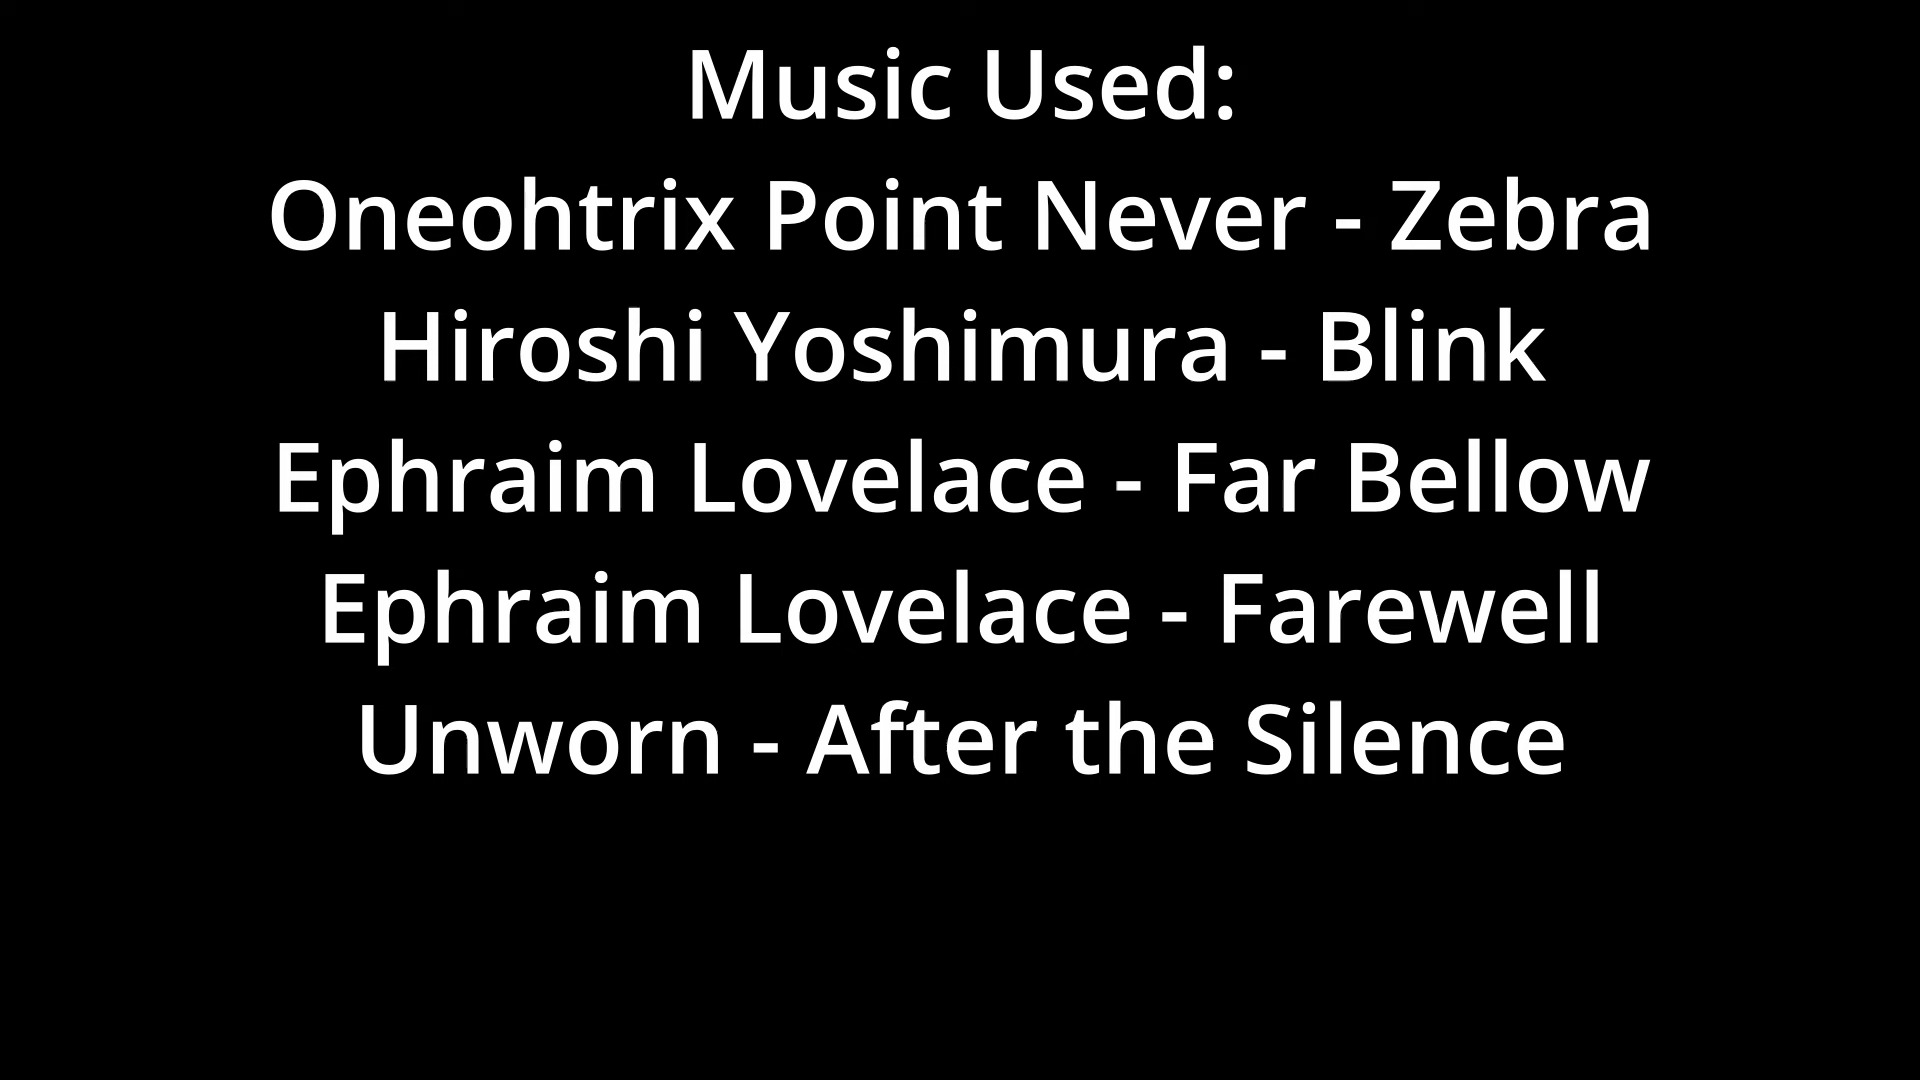 Music Used:
Oneohtrix Point Never - Zebra
Hiroshi Yoshimura - Blink
Ephraim Lovelace - Far Bellow
Ephraim Lovelace - Farewell
Unworn - After the Silence